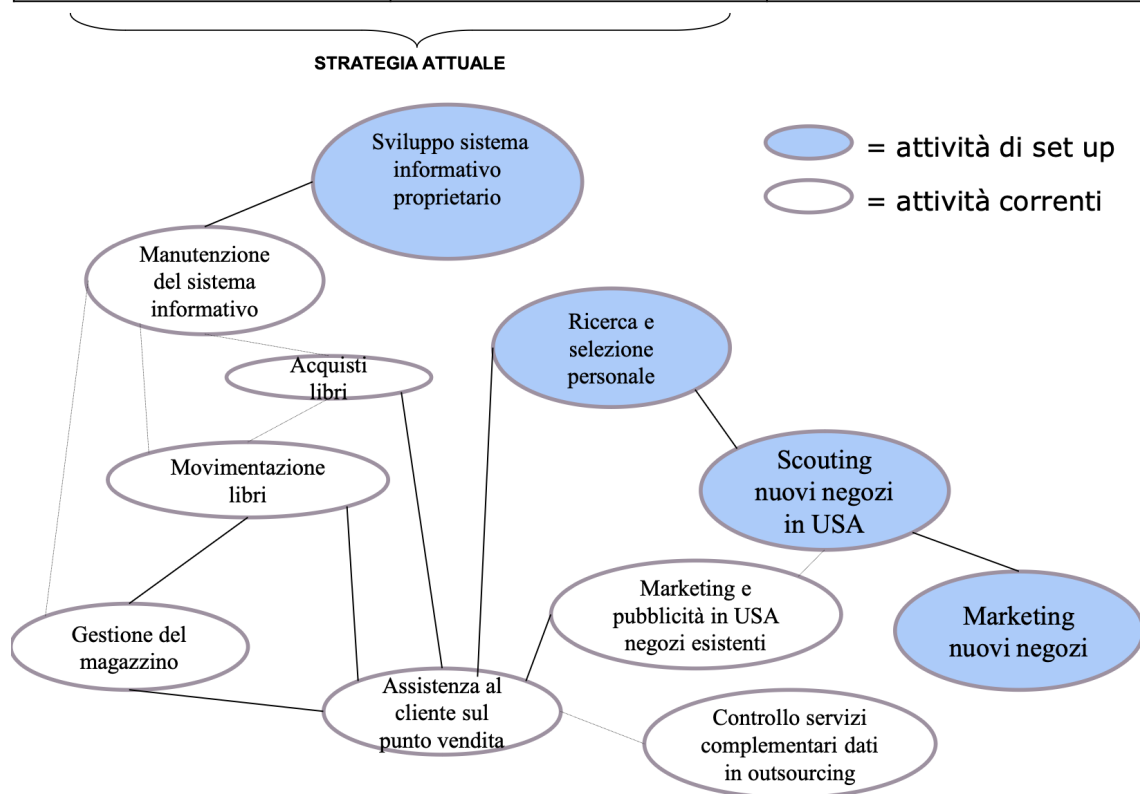 STRATEGIA ATTUALE
Sviluppo sistema
informativo
proprietario
= attività di set up
= attività correnti
Manutenzione
del sistema
informativo
Ricerca e
selezione
personale
Acquisti
libri
Movimentazione
libri
Scouting
nuovi negozi
in USA
Marketing e
pubblicità in USA
negozi esistenti
Marketing
nuovi negozi
Gestione del
magazzino
Assistenza al
cliente sul
punto vendita
Controllo servizi
complementari dati
in outsourcing